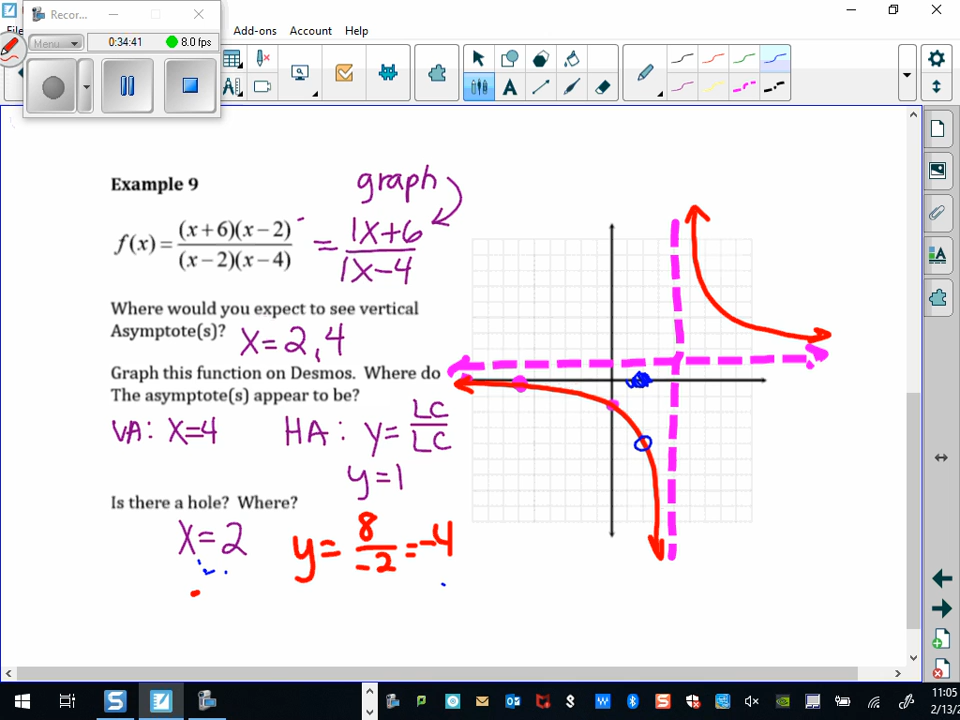 Recor...
Menu
0:34:41
8.0 fps
Add-ons Account Help
Example 9
graph
f(x) = (x+6)(x−2) / (x−2)(x−4) = 1x+6 / 1x−4
Where would you expect to see vertical
Asymptote(s)? x=2,4
Graph this function on Desmos. Where do
The asymptote(s) appear to be?
VA: x=4 HA: y= LC / LC
y=1
Is there a hole? Where?
x=2 y= 8 / −2 = −4
11:05
2/13/2